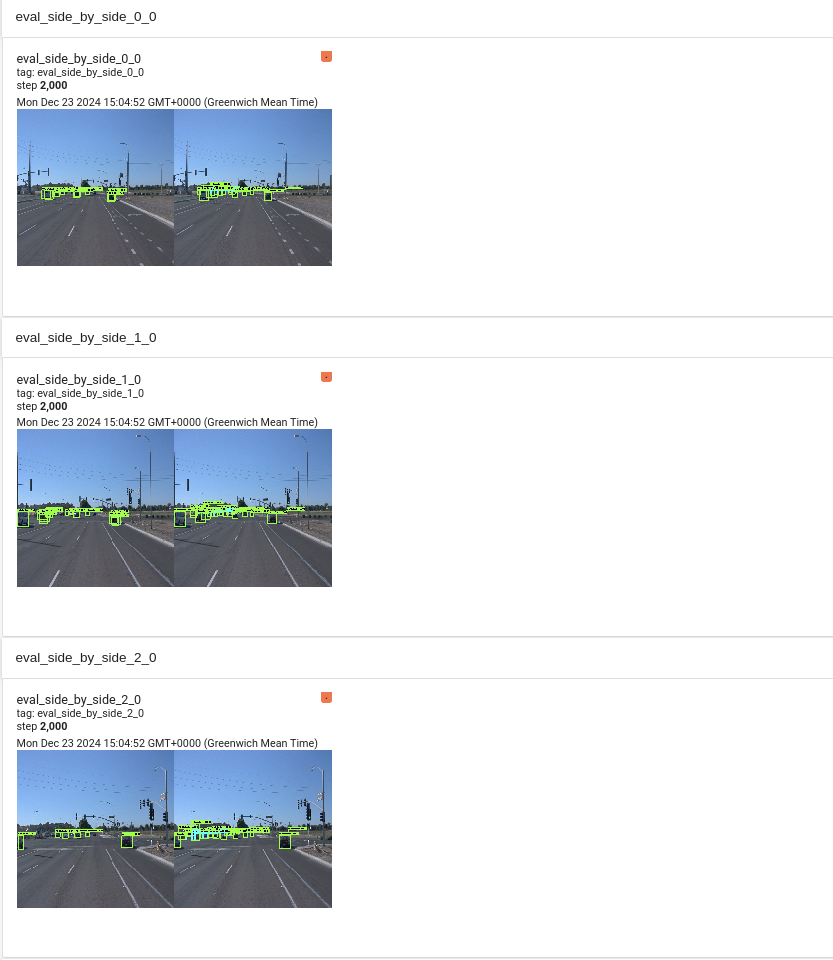 eval_side_by_side_0_0
eval_side_by_side_0_0
tag: eval_side_by_side_0_0
step 2,000
Mon Dec 23 2024 15:04:52 GMT+0000 (Greenwich Mean Time)
eval_side_by_side_1_0
eval_side_by_side_1_0
tag: eval_side_by_side_1_0
step 2,000
Mon Dec 23 2024 15:04:52 GMT+0000 (Greenwich Mean Time)
eval_side_by_side_2_0
eval_side_by_side_2_0
tag: eval_side_by_side_2_0
step 2,000
Mon Dec 23 2024 15:04:52 GMT+0000 (Greenwich Mean Time)